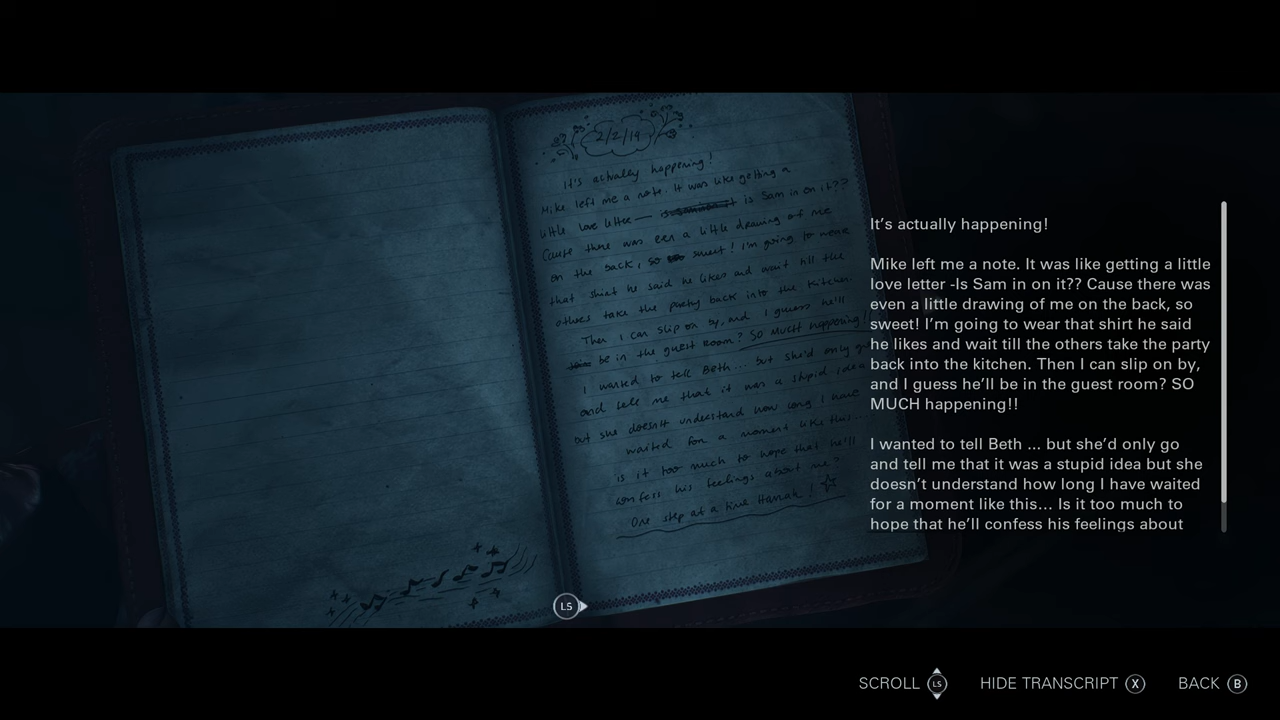 2/2/14
It's actually happening!
Mike left me a note. It was like getting a
little love letter — is Sam in on it??
Cause there was even a little drawing of me
on the back, so sweet! I'm going to wear
that shirt he said he likes and wait till the
others take the party back into the kitchen.
Then I can slip on by, and I guess he'll
be in the guest room? SO MUCH happening!
I wanted to tell Beth... but she'd only go
and tell me that it was a stupid idea
but she doesn't understand how long I have
waited for a moment like this...
is it too much to hope that he'll
confess his feelings about me?
One step at a time Hannah!
It's actually happening!
Mike left me a note. It was like getting a little
love letter -Is Sam in on it?? Cause there was
even a little drawing of me on the back, so
sweet! I'm going to wear that shirt he said
he likes and wait till the others take the party
back into the kitchen. Then I can slip on by,
and I guess he'll be in the guest room? SO
MUCH happening!!
I wanted to tell Beth ... but she'd only go
and tell me that it was a stupid idea but she
doesn't understand how long I have waited
for a moment like this... Is it too much to
hope that he'll confess his feelings about
LS
SCROLL LS HIDE TRANSCRIPT X BACK B